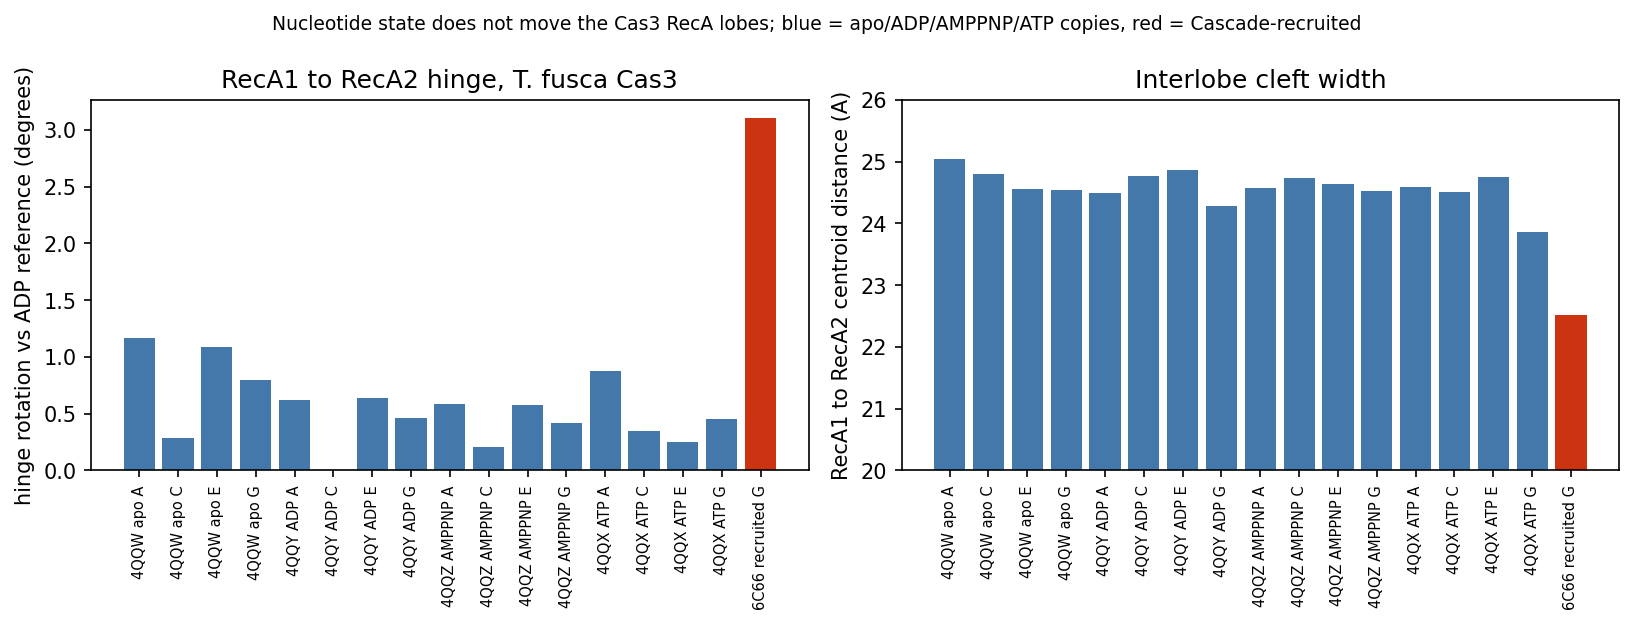 Nucleotide state does not move the Cas3 RecA lobes; blue = apo/ADP/AMPPNP/ATP copies, red = Cascade-recruited
RecA1 to RecA2 hinge, T. fusca Cas3
hinge rotation vs ADP reference (degrees)
3.0
2.5
2.0
1.5
1.0
0.5
0.0
4QQW apo A
4QQW apo C
4QQW apo E
4QQW apo G
4QQY ADP A
4QQY ADP C
4QQY ADP E
4QQY ADP G
4QQZ AMPPNP A
4QQZ AMPPNP C
4QQZ AMPPNP E
4QQZ AMPPNP G
4QQX ATP A
4QQX ATP C
4QQX ATP E
4QQX ATP G
6C66 recruited G
Interlobe cleft width
RecA1 to RecA2 centroid distance (A)
26
25
24
23
22
21
20
4QQW apo A
4QQW apo C
4QQW apo E
4QQW apo G
4QQY ADP A
4QQY ADP C
4QQY ADP E
4QQY ADP G
4QQZ AMPPNP A
4QQZ AMPPNP C
4QQZ AMPPNP E
4QQZ AMPPNP G
4QQX ATP A
4QQX ATP C
4QQX ATP E
4QQX ATP G
6C66 recruited G